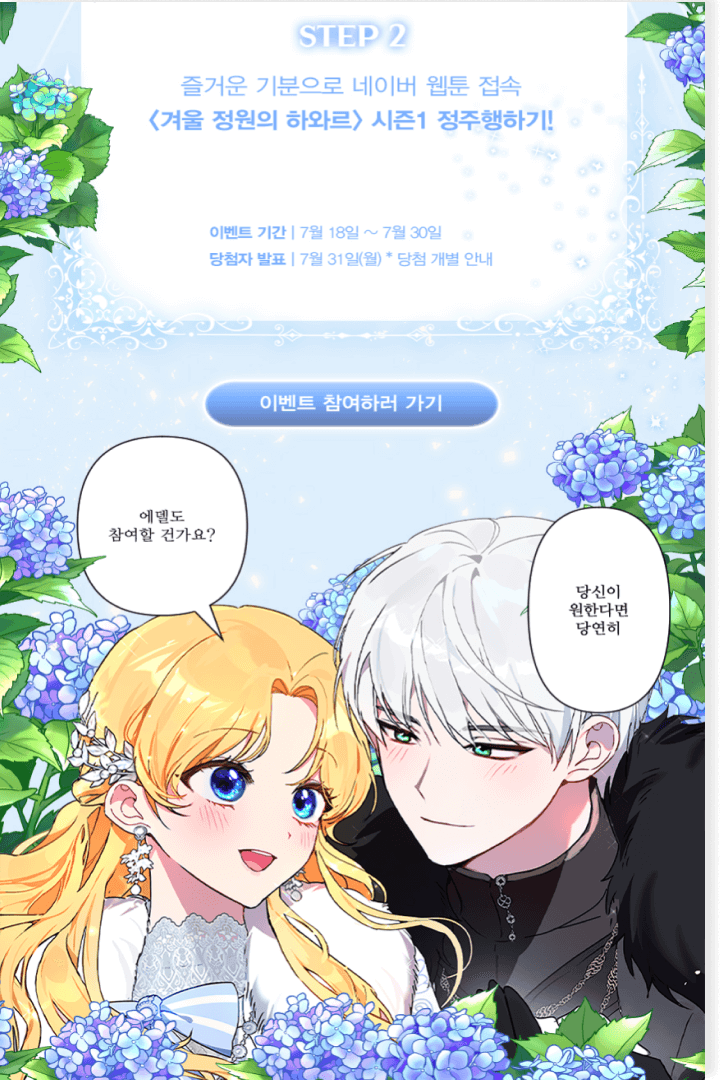 STEP 2
즐거운 기분으로 네이버 웹툰 접속
<겨울 정원의 하와르> 시즌1 정주행하기!
이벤트 기간 | 7월 18일 ~ 7월 30일
당첨자 발표 | 7월 31일(월) * 당첨 개별 안내
이벤트 참여하러 가기
에델도
참여할 건가요?
당신이
원한다면
당연히